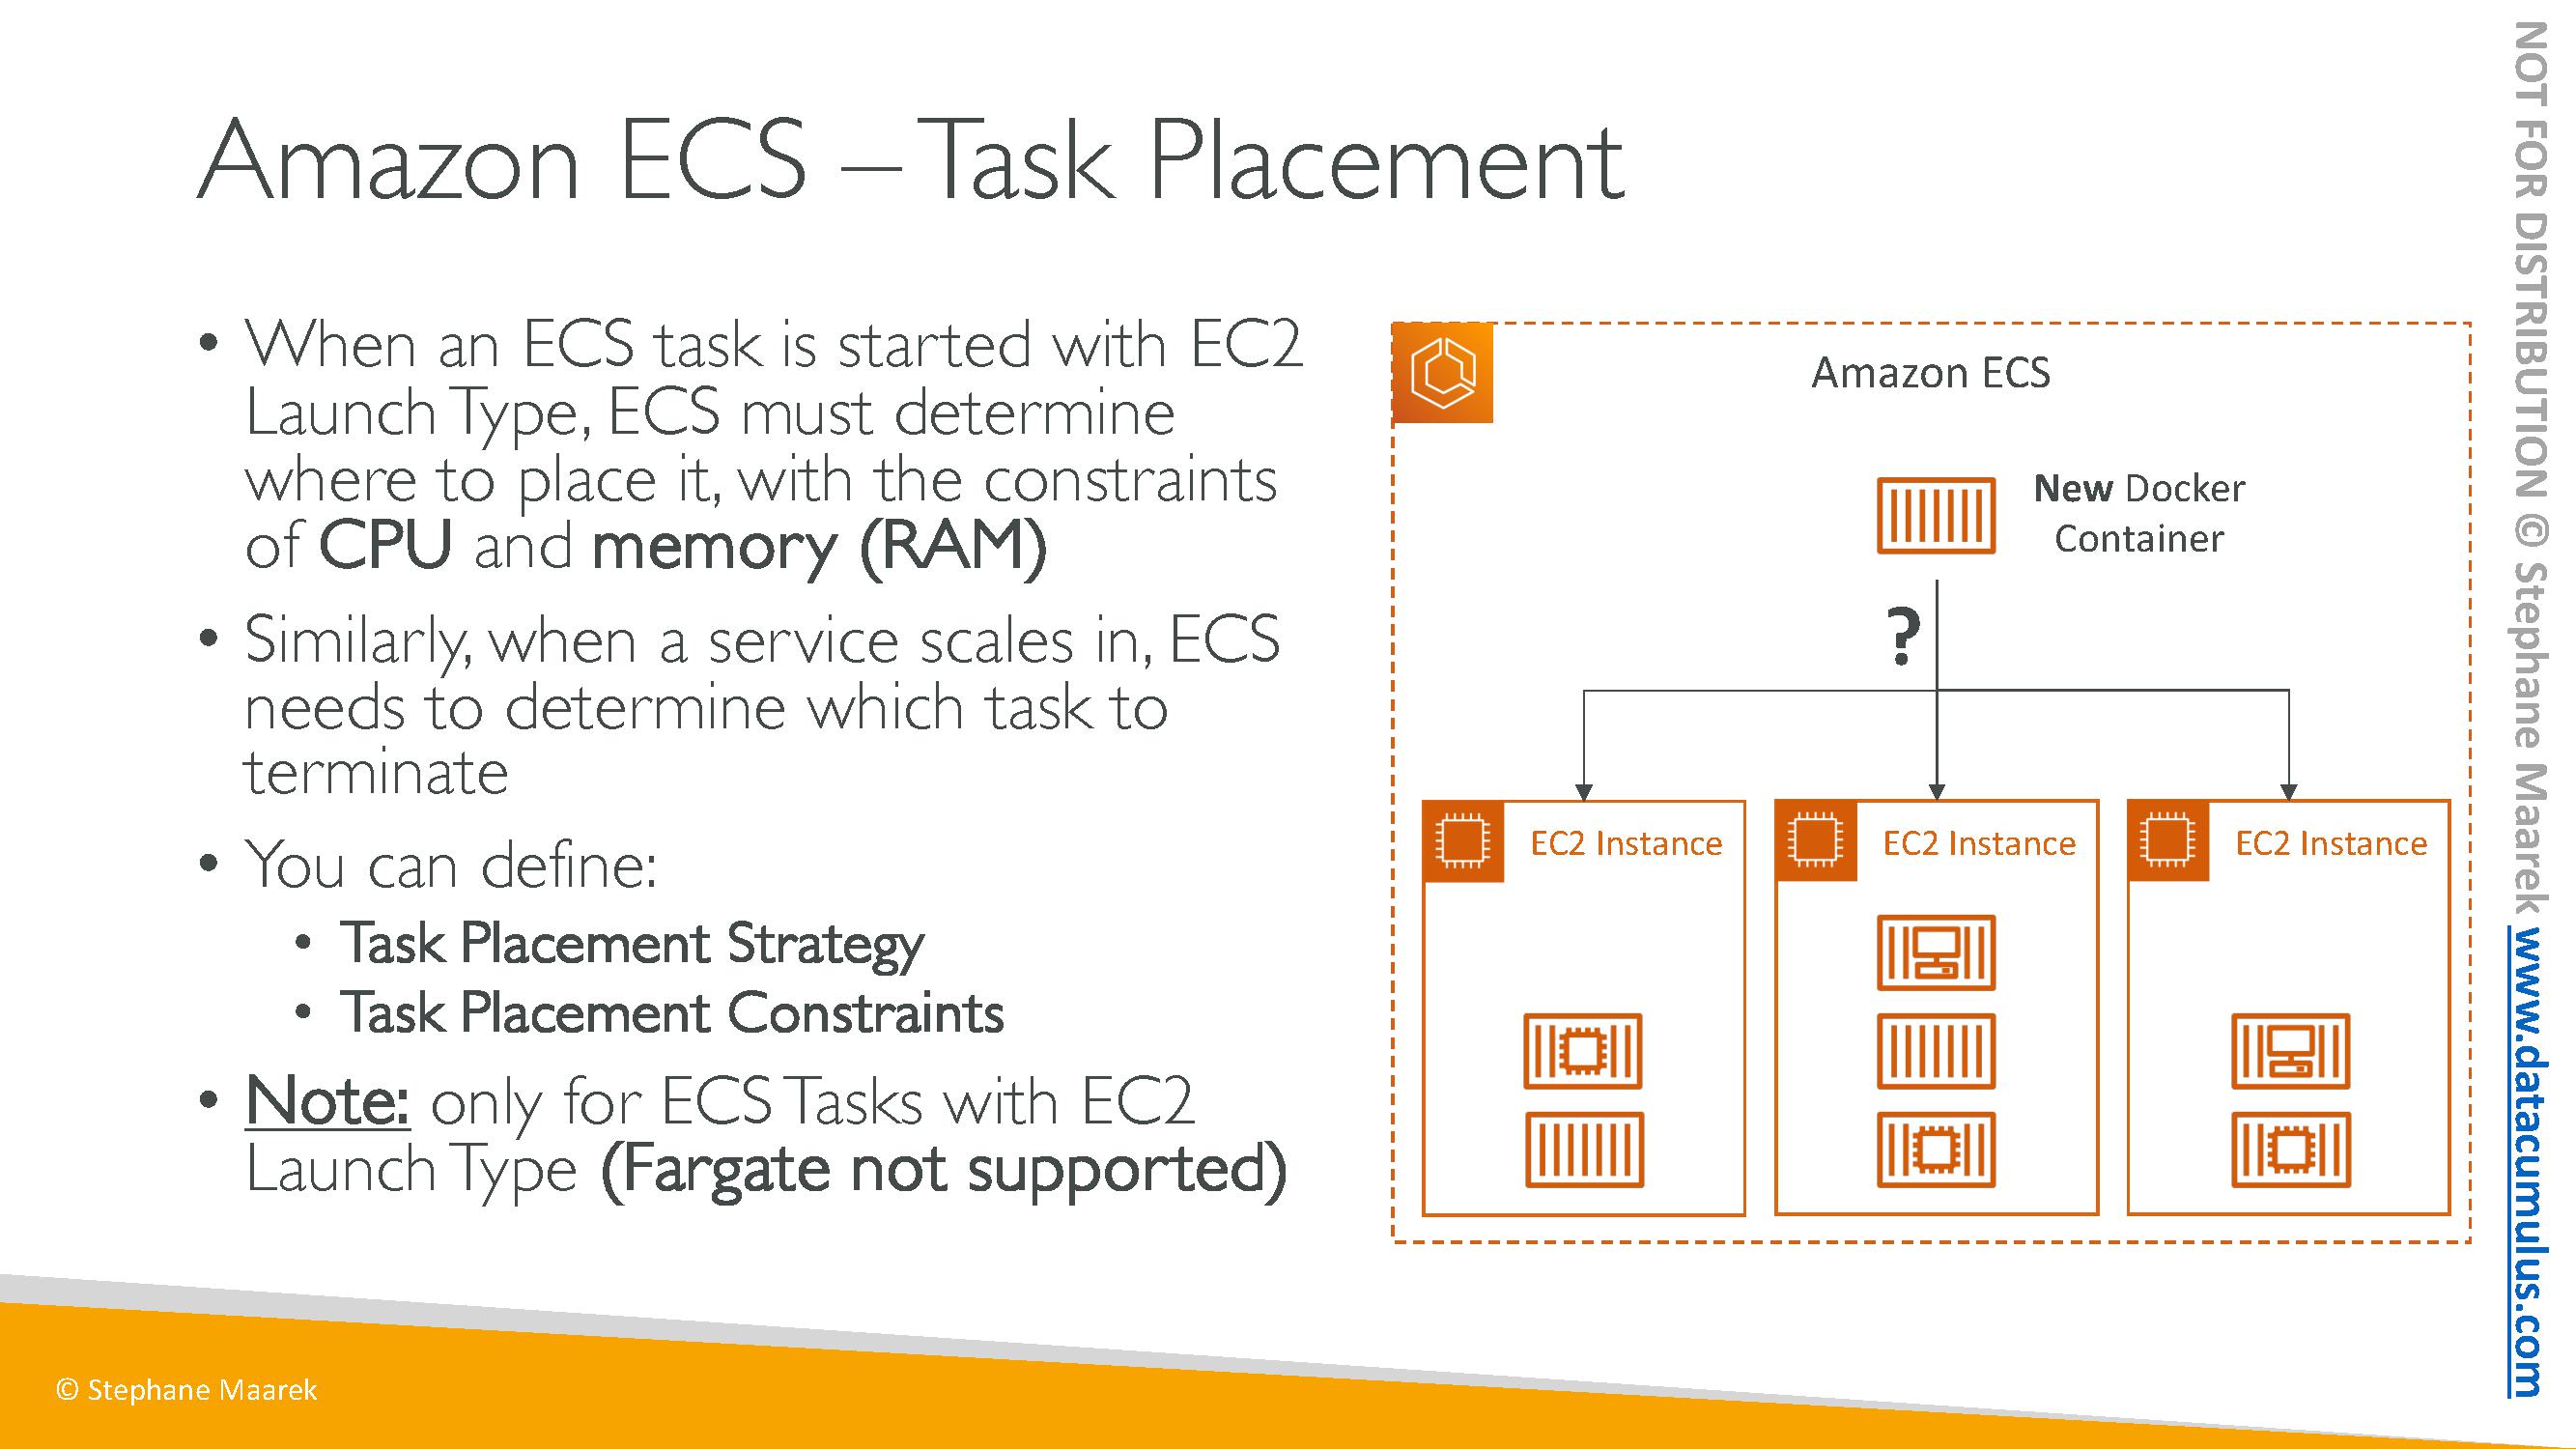 Amazon ECS – Task Placement
• When an ECS task is started with EC2
Launch Type, ECS must determine
where to place it, with the constraints
of CPU and memory (RAM)
• Similarly, when a service scales in, ECS
needs to determine which task to
terminate
• You can define:
• Task Placement Strategy
• Task Placement Constraints
• Note: only for ECS Tasks with EC2
Launch Type (Fargate not supported)
Amazon ECS
New Docker
Container
?
EC2 Instance
EC2 Instance
EC2 Instance
© Stephane Maarek
NOT FOR DISTRIBUTION © Stephane Maarek www.datacumulus.com